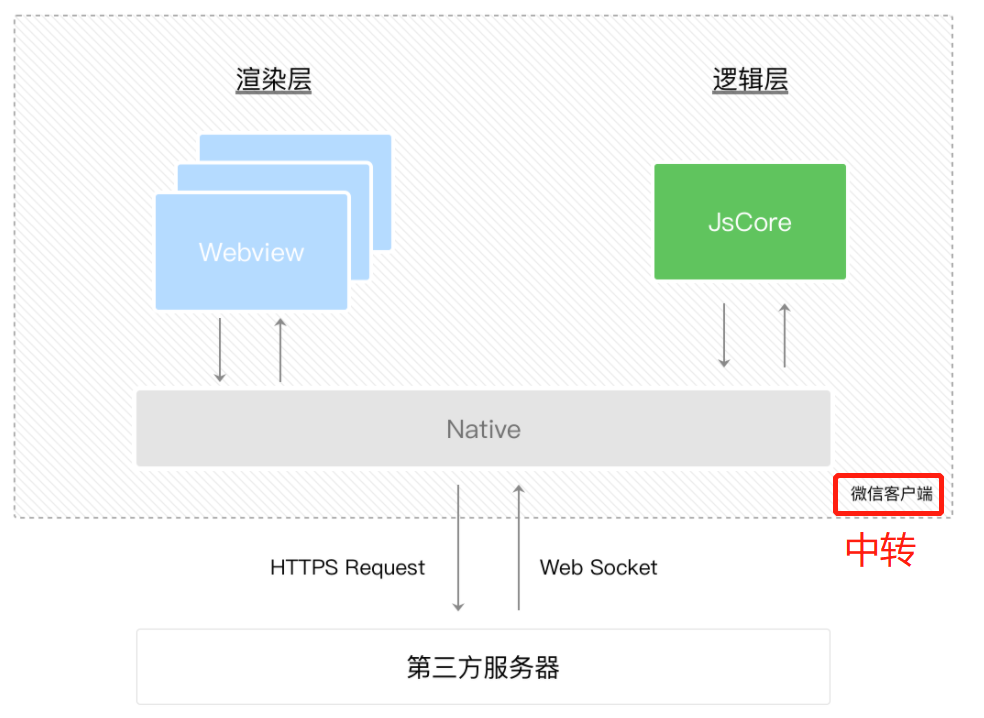 渲染层
逻辑层
Webview
JsCore
Native
微信客户端
中转
HTTPS Request
Web Socket
第三方服务器